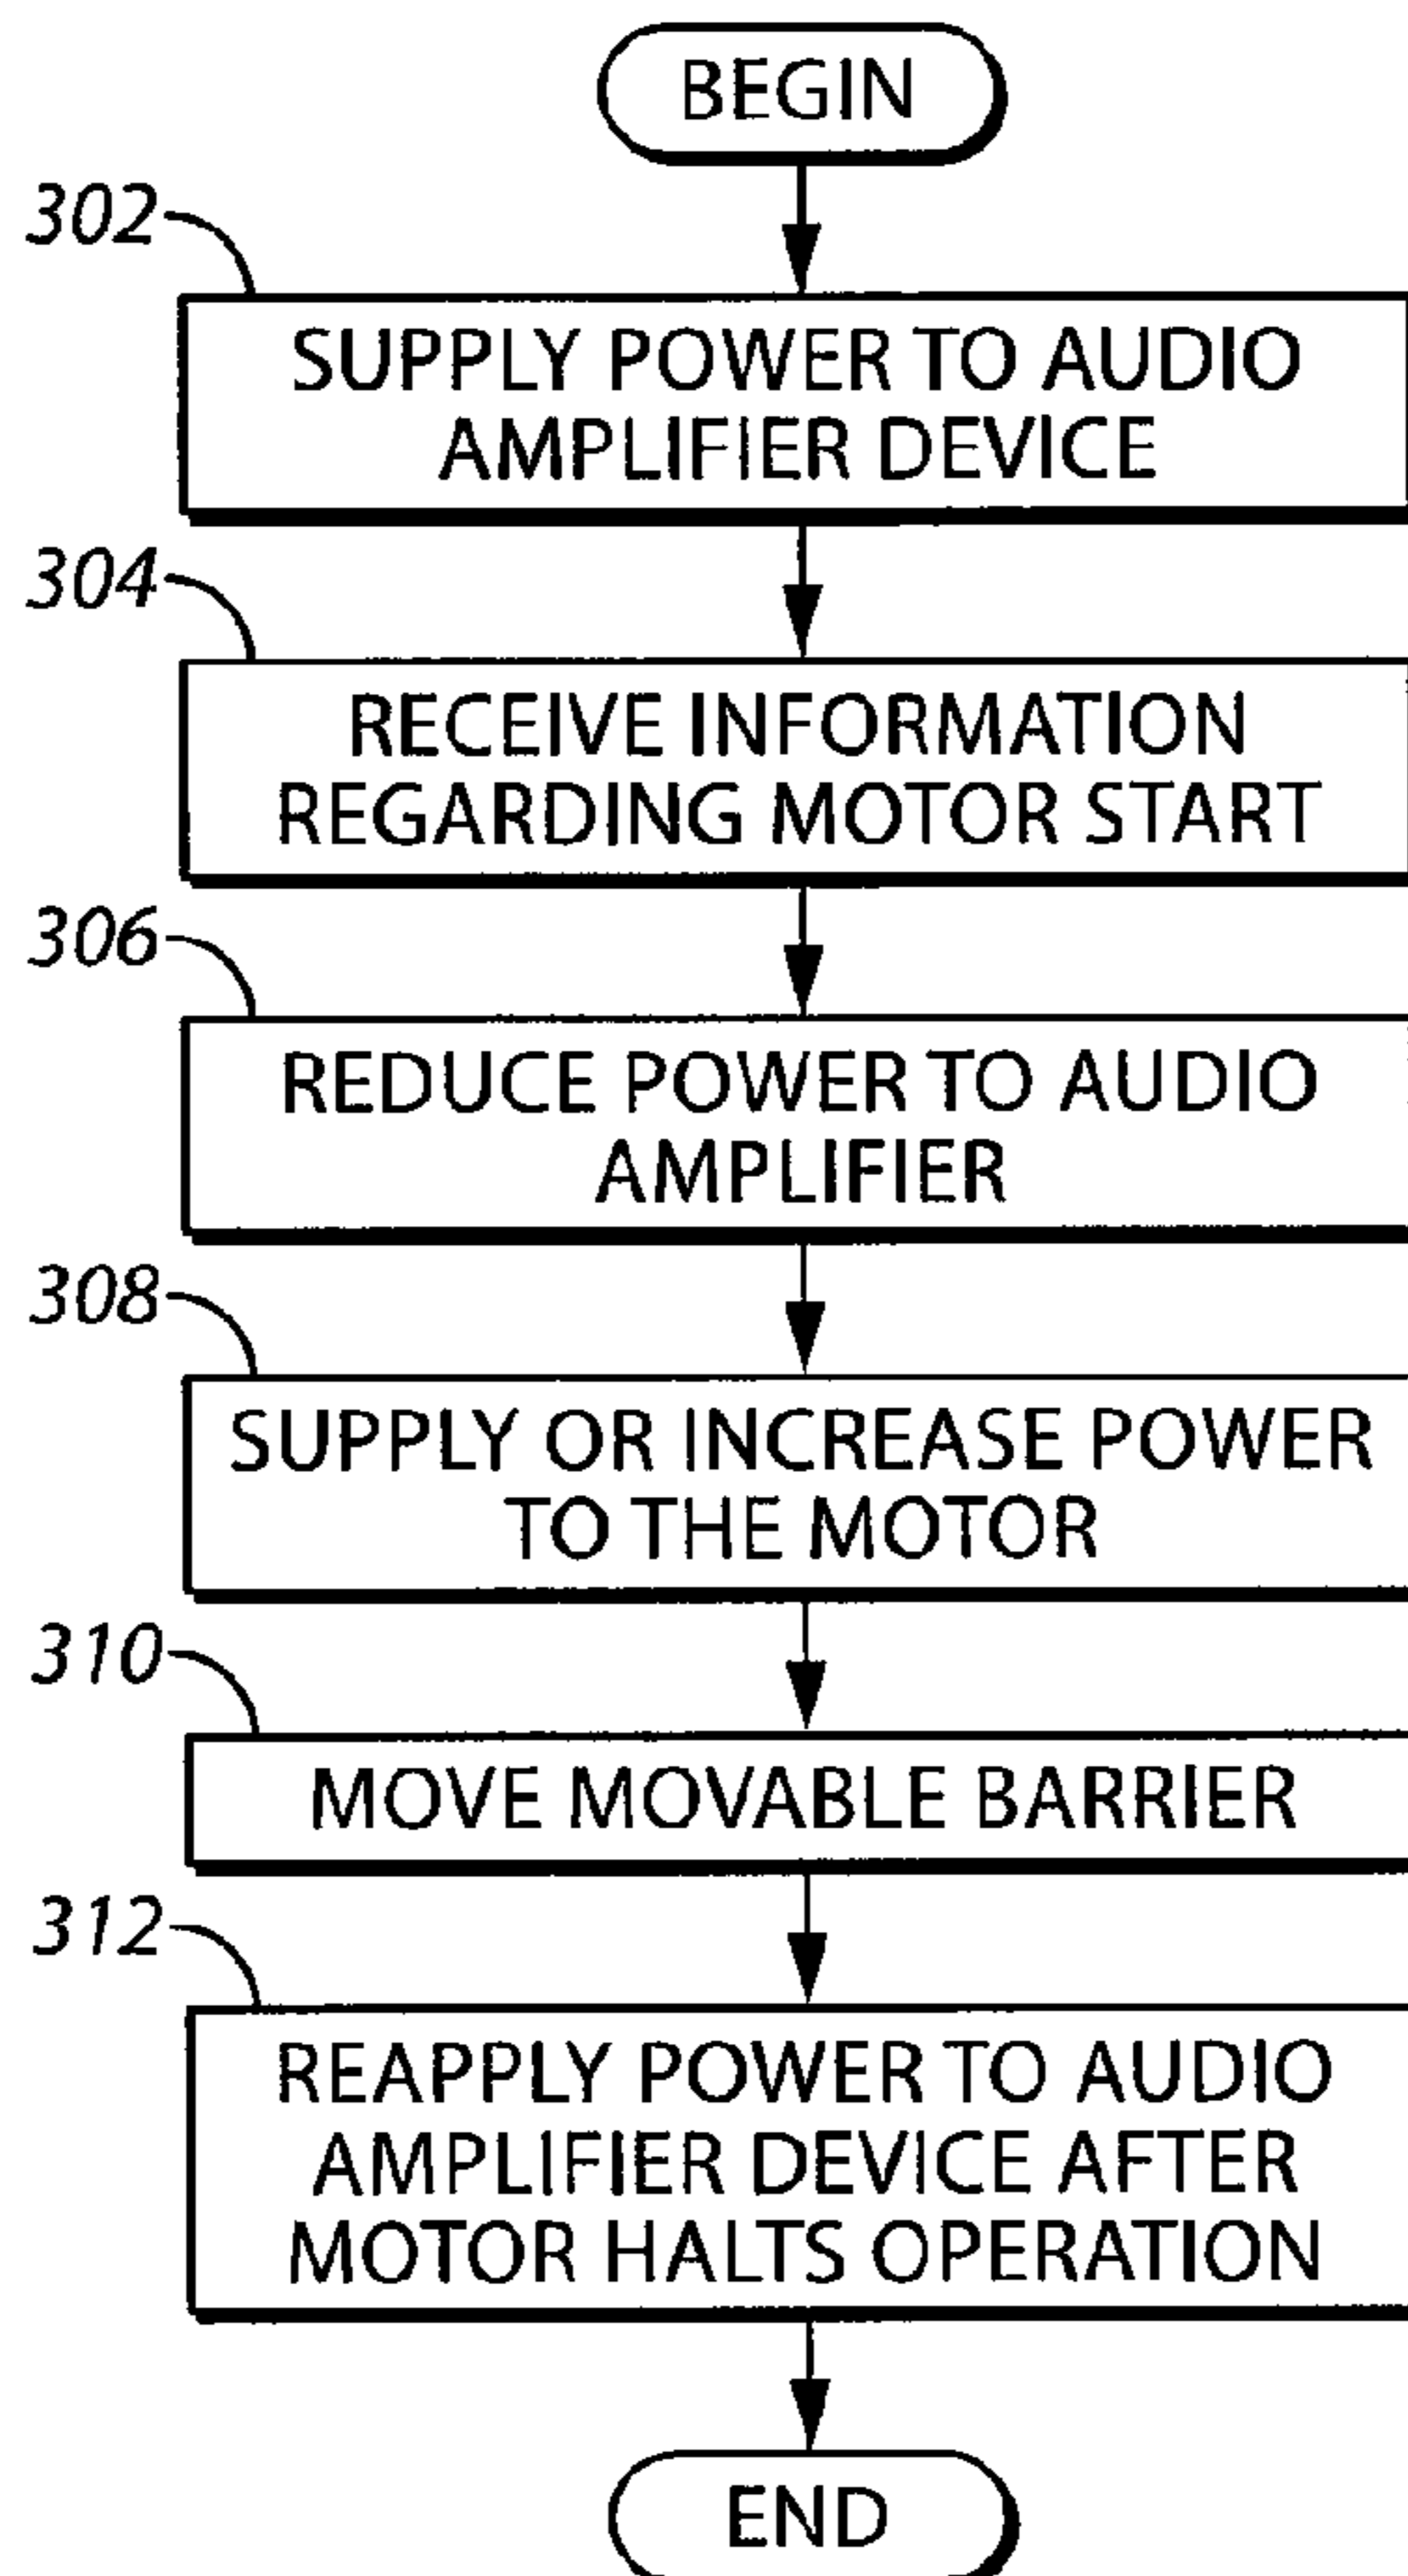 BEGIN
302
SUPPLY POWER TO AUDIO
AMPLIFIER DEVICE
304
RECEIVE INFORMATION
REGARDING MOTOR START
306
REDUCE POWER TO AUDIO
AMPLIFIER
308
SUPPLY OR INCREASE POWER
TO THE MOTOR
310
MOVE MOVABLE BARRIER
312
REAPPLY POWER TO AUDIO
AMPLIFIER DEVICE AFTER
MOTOR HALTS OPERATION
END